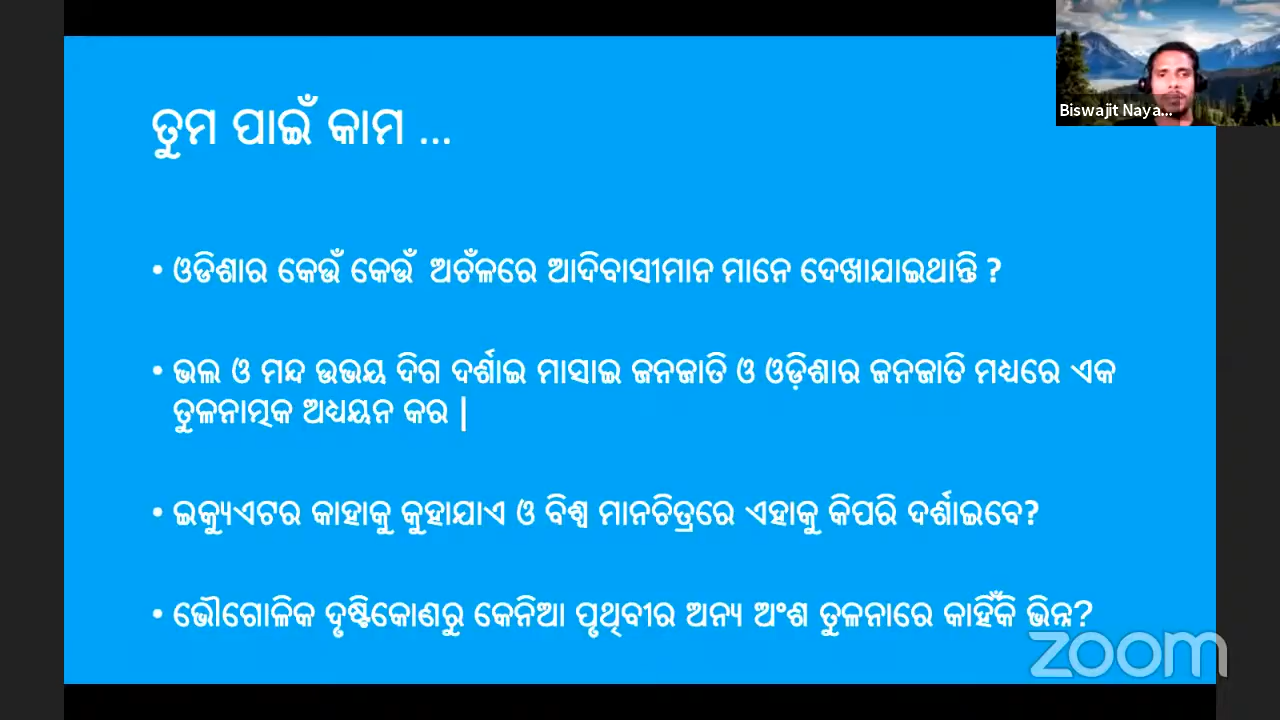 Biswajit Naya...
ତୁମ ପାଇଁ କାମ ...
• ଓଡିଶାର କେଉଁ କେଉଁ ଅଚଁଳରେ ଆଦିବାସୀମାନ ମାନେ ଦେଖାଯାଇଥାନ୍ତି ?
• ଭଲ ଓ ମନ୍ଦ ଉଭୟ ଦିଗ ଦର୍ଶାଇ ମାସାଇ ଜନଜାତି ଓ ଓଡ଼ିଶାର ଜନଜାତି ମଧ୍ୟରେ ଏକ
ତୁଳନାତ୍ମକ ଅଧ୍ୟୟନ କର |
• ଇକ୍ୟୁଏଟର କାହାକୁ କୁହାଯାଏ ଓ ବିଶ୍ୱ ମାନଚିତ୍ରରେ ଏହାକୁ କିପରି ଦର୍ଶାଇବେ?
• ଭୌଗୋଳିକ ଦୃଷ୍ଟିକୋଣରୁ କେନିଆ ପୃଥିବୀର ଅନ୍ୟ ଅଂଶ ତୁଳନାରେ କାହିଁକି ଭିନ୍ନ?
zoom